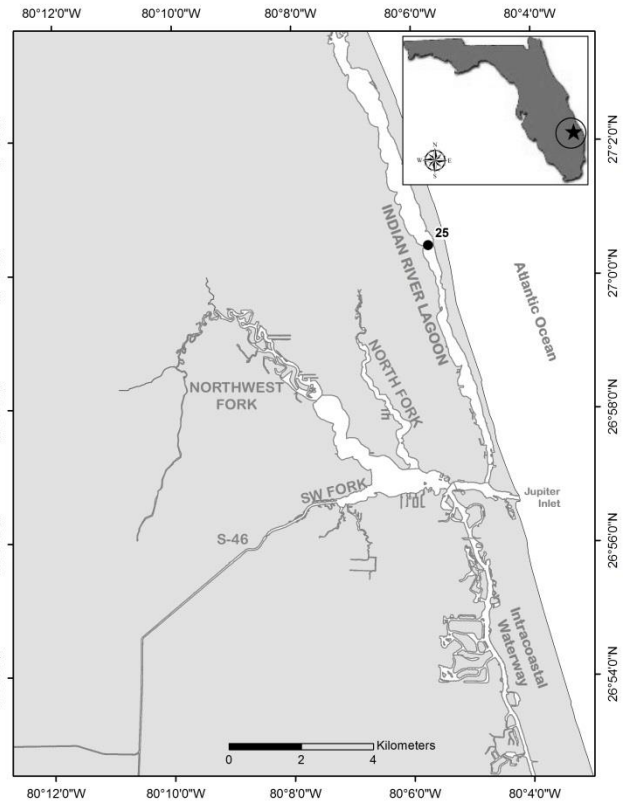 80°12'0"W 80°10'0"W 80°8'0"W 80°6'0"W 80°4'0"W
N
W E
S
27°2'0"N
25
INDIAN RIVER LAGOON
Atlantic Ocean
27°0'0"N
NORTHWEST
FORK
NORTH FORK
26°58'0"N
SW FORK
Jupiter
Inlet
S-46
26°56'0"N
Intracoastal
Waterway
26°54'0"N
Kilometers
0 2 4
80°12'0"W 80°10'0"W 80°8'0"W 80°6'0"W 80°4'0"W